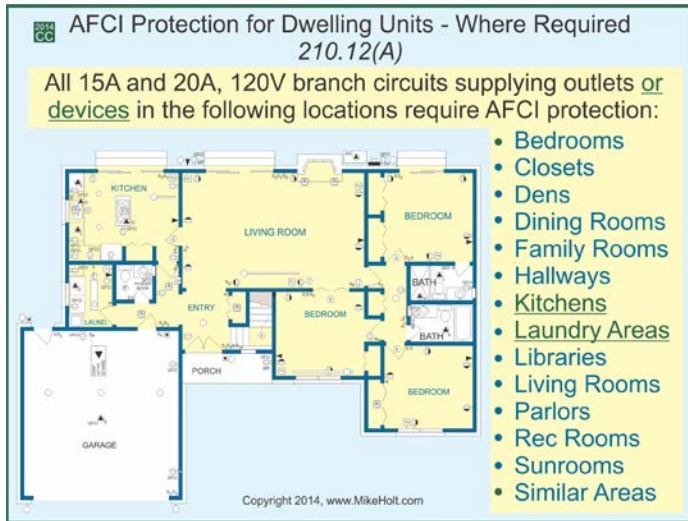 2014
CC
AFCI Protection for Dwelling Units - Where Required
210.12(A)
All 15A and 20A, 120V branch circuits supplying outlets or
devices in the following locations require AFCI protection:
• Bedrooms
• Closets
• Dens
• Dining Rooms
• Family Rooms
• Hallways
• Kitchens
• Laundry Areas
• Libraries
• Living Rooms
• Parlors
• Rec Rooms
• Sunrooms
• Similar Areas
KITCHEN
LIVING ROOM
BEDROOM
BATH
LAUND
ENTRY
BEDROOM
BATH
PORCH
BEDROOM
GARAGE
Copyright 2014, www.MikeHolt.com